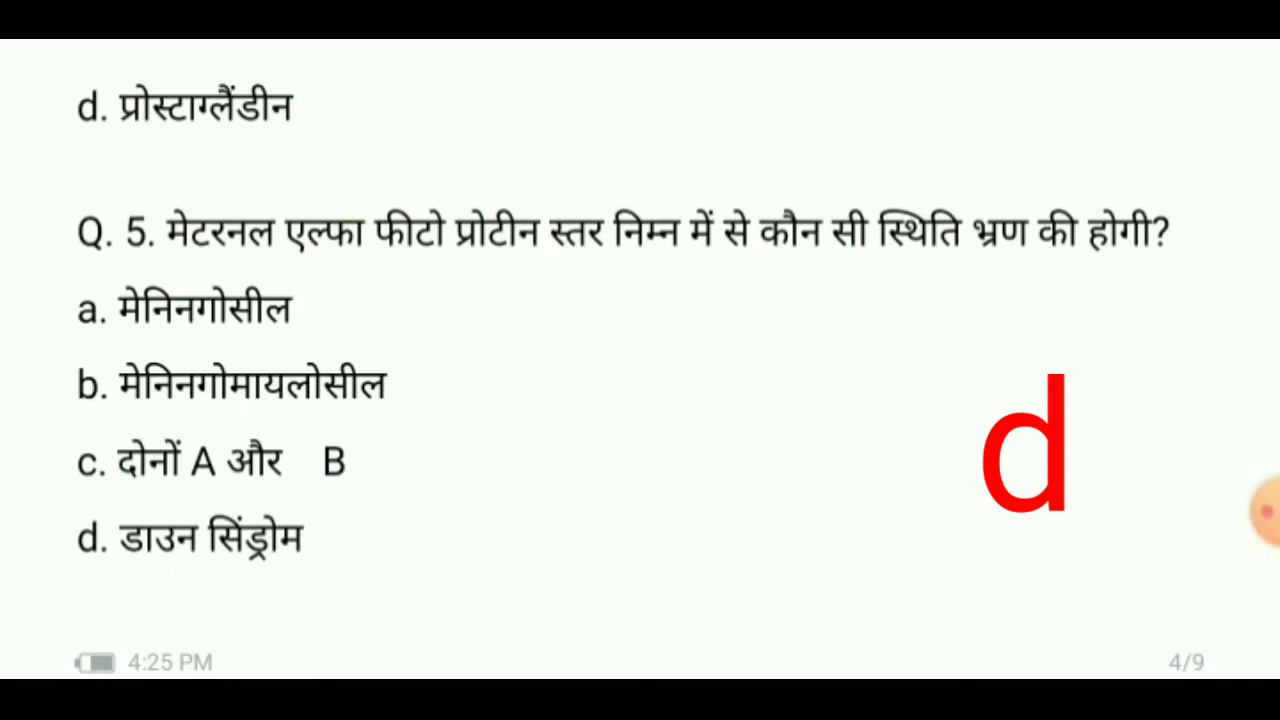 d. प्रोस्टाग्लैंडीन
Q. 5. मेटरनल एल्फा फीटो प्रोटीन स्तर निम्न में से कौन सी स्थिति भ्रण की होगी?
a. मेनिनगोसील
b. मेनिनगोमायलोसील
c. दोनों A और B
d. डाउन सिंड्रोम
d
4:25 PM 4/9